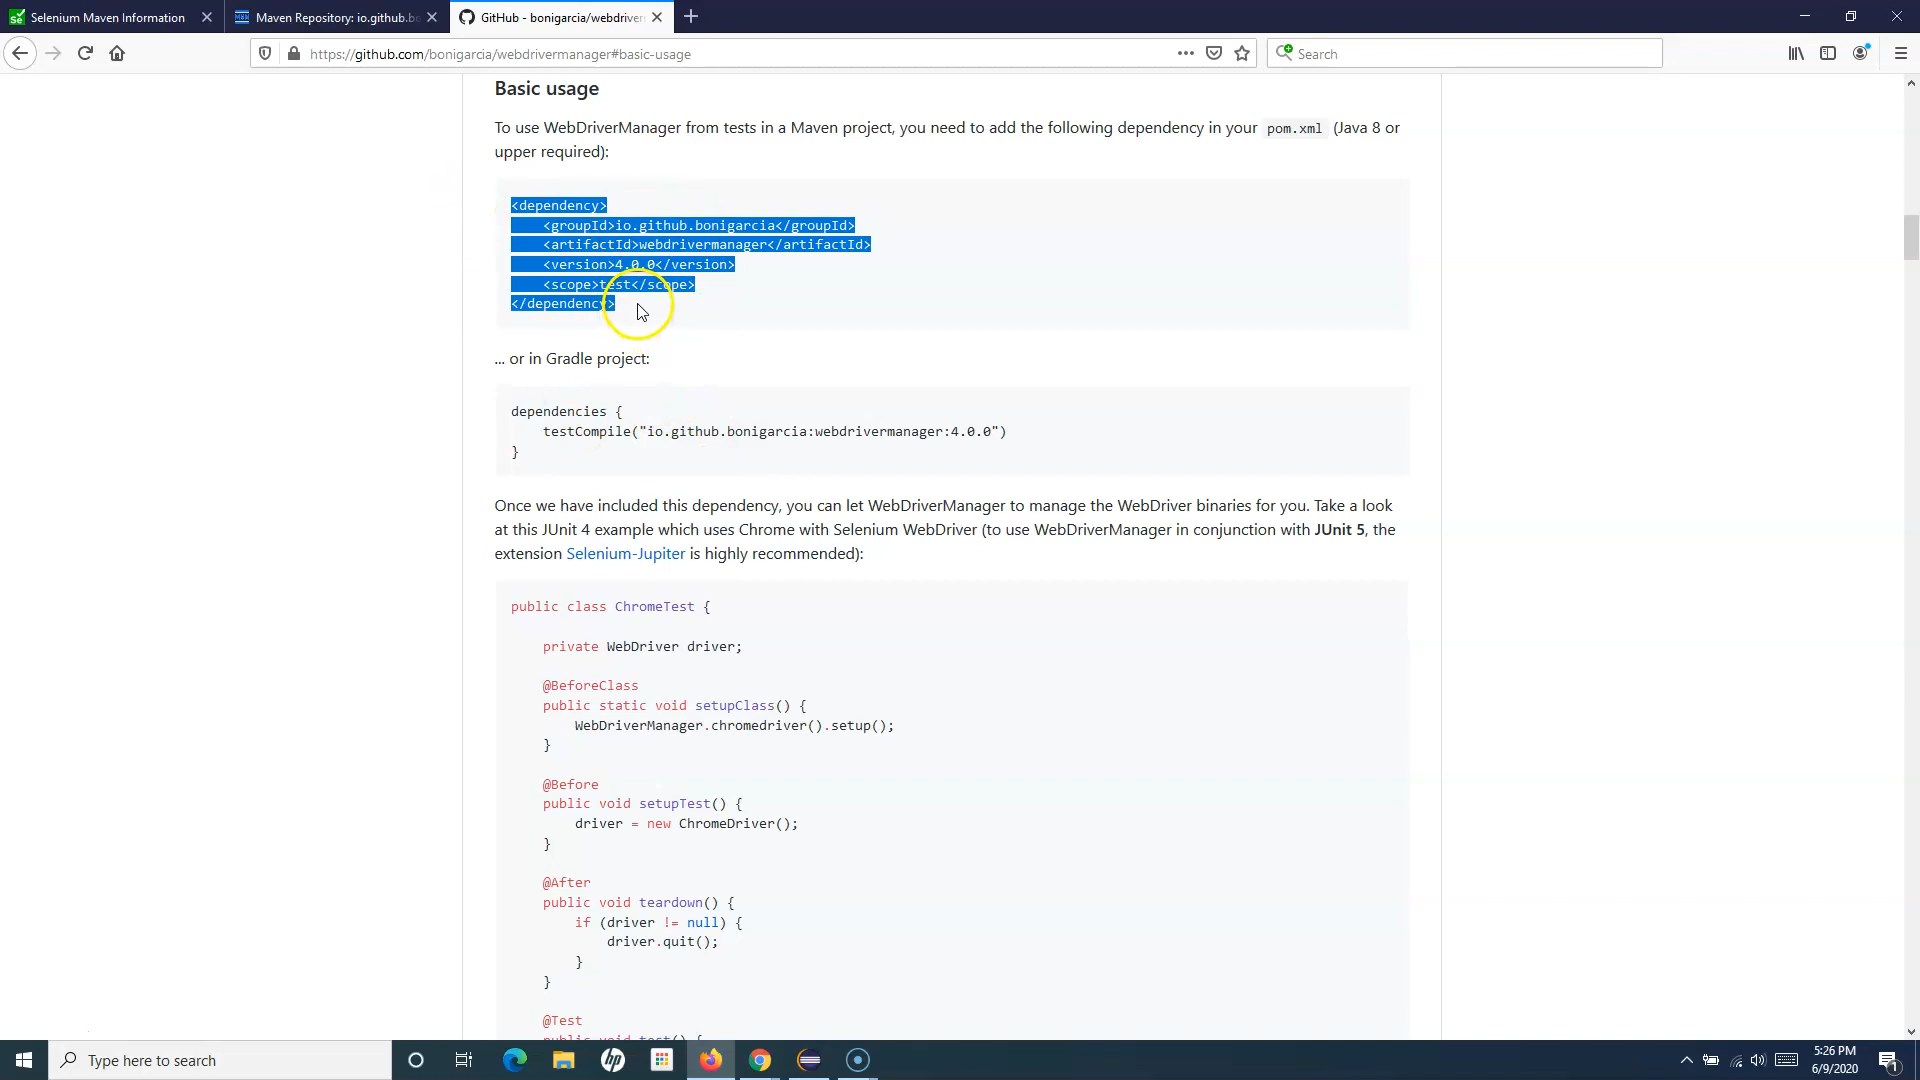 Selenium Maven Information
Maven Repository: io.github.bo
GitHub - bonigarcia/webdriver
https://github.com/bonigarcia/webdrivermanager#basic-usage
Search
Basic usage
To use WebDriverManager from tests in a Maven project, you need to add the following dependency in your pom.xml (Java 8 or
upper required):
<dependency>
    <groupId>io.github.bonigarcia</groupId>
    <artifactId>webdrivermanager</artifactId>
    <version>4.0.0</version>
    <scope>test</scope>
</dependency>
... or in Gradle project:
dependencies {
    testCompile("io.github.bonigarcia:webdrivermanager:4.0.0")
}
Once we have included this dependency, you can let WebDriverManager to manage the WebDriver binaries for you. Take a look
at this JUnit 4 example which uses Chrome with Selenium WebDriver (to use WebDriverManager in conjunction with JUnit 5, the
extension Selenium-Jupiter is highly recommended):
public class ChromeTest {
    private WebDriver driver;
    @BeforeClass
    public static void setupClass() {
        WebDriverManager.chromedriver().setup();
    }
    @Before
    public void setupTest() {
        driver = new ChromeDriver();
    }
    @After
    public void teardown() {
        if (driver != null) {
            driver.quit();
        }
    }
    @Test
    public void test() {
Type here to search
5:26 PM
6/9/2020